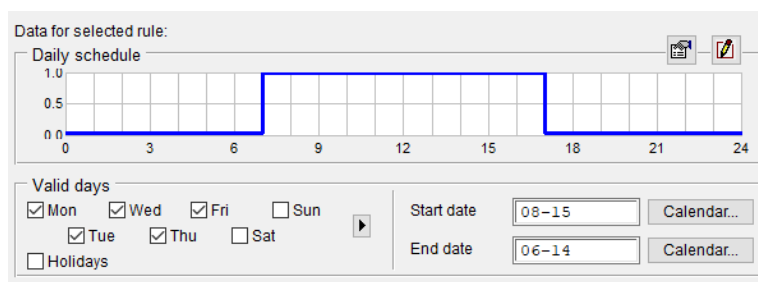 Data for selected rule:
Daily schedule
1.0
0.5
0.0
0 3 6 9 12 15 18 21 24
Valid days
Mon Wed Fri Sun
Tue Thu Sat
Holidays
Start date 08-15 Calendar...
End date 06-14 Calendar...